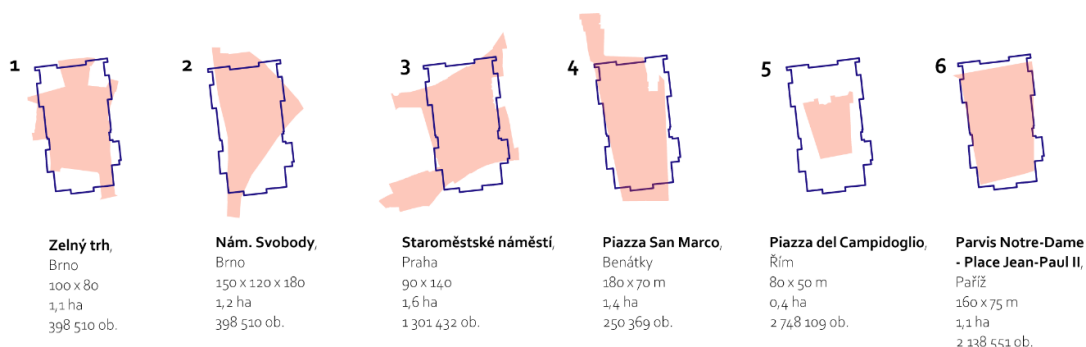 1
Zelný trh,
Brno
100 x 80
1,1 ha
398 510 ob.
2
Nám. Svobody,
Brno
150 x 120 x 180
1,2 ha
398 510 ob.
3
Staroměstské náměstí,
Praha
90 x 140
1,6 ha
1 301 432 ob.
4
Piazza San Marco,
Benátky
180 x 70 m
1,4 ha
250 369 ob.
5
Piazza del Campidoglio,
Řím
80 x 50 m
0,4 ha
2 748 109 ob.
6
Parvis Notre-Dame
- Place Jean-Paul II,
Paříž
160 x 75 m
1,1 ha
2 138 551 ob.